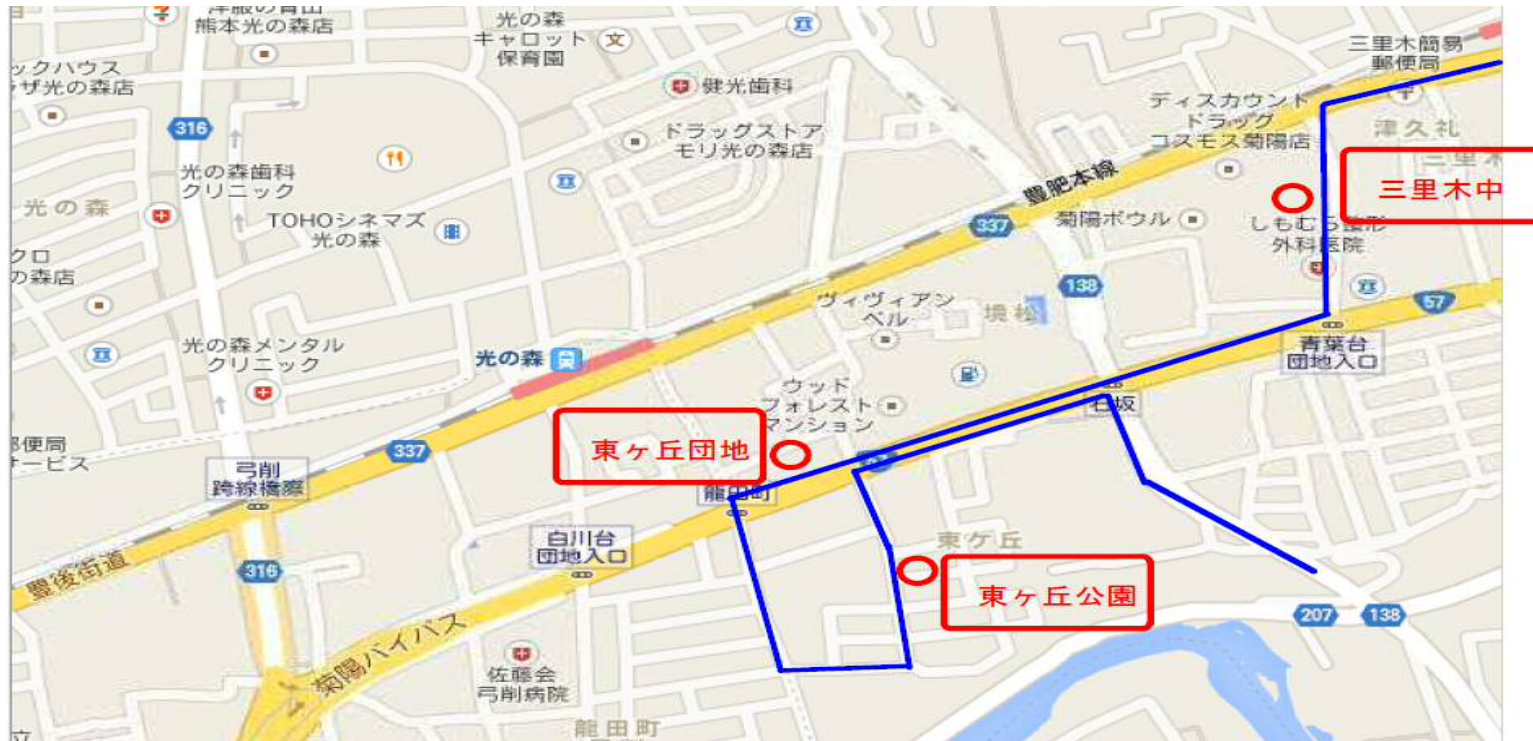 熊本光の森店
光の森
キャロット
保育園
三里木簡易
郵便局
ックハウス
ザ光の森店
健光歯科
ディスカウント
ドラッグ
コスモス菊陽店
津久礼
316
ドラッグストア
モリ光の森店
光の森歯科
クリニック
光の森
TOHOシネマズ
光の森
豊肥本線
三里木中
337
菊陽ボウル
しもむら整形
外科医院
クロ
の森店
138
57
ヴィヴィアン
ベル
境松
光の森メンタル
クリニック
光の森
青葉台
団地入口
ウッド
フォレスト
マンション
石坂
東ヶ丘団地
郵便局
サービス
337
弓削
跨線橋際
龍田町
白川台
団地入口
東ケ丘
豊後街道
316
東ヶ丘公園
207
138
菊陽バイパス
佐藤会
弓削病院
龍田町